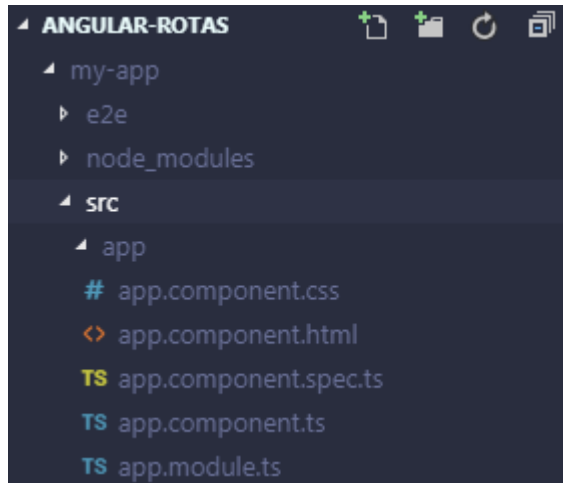 ANGULAR-ROTAS
my-app
e2e
node_modules
src
app
# app.component.css
<> app.component.html
TS app.component.spec.ts
TS app.component.ts
TS app.module.ts